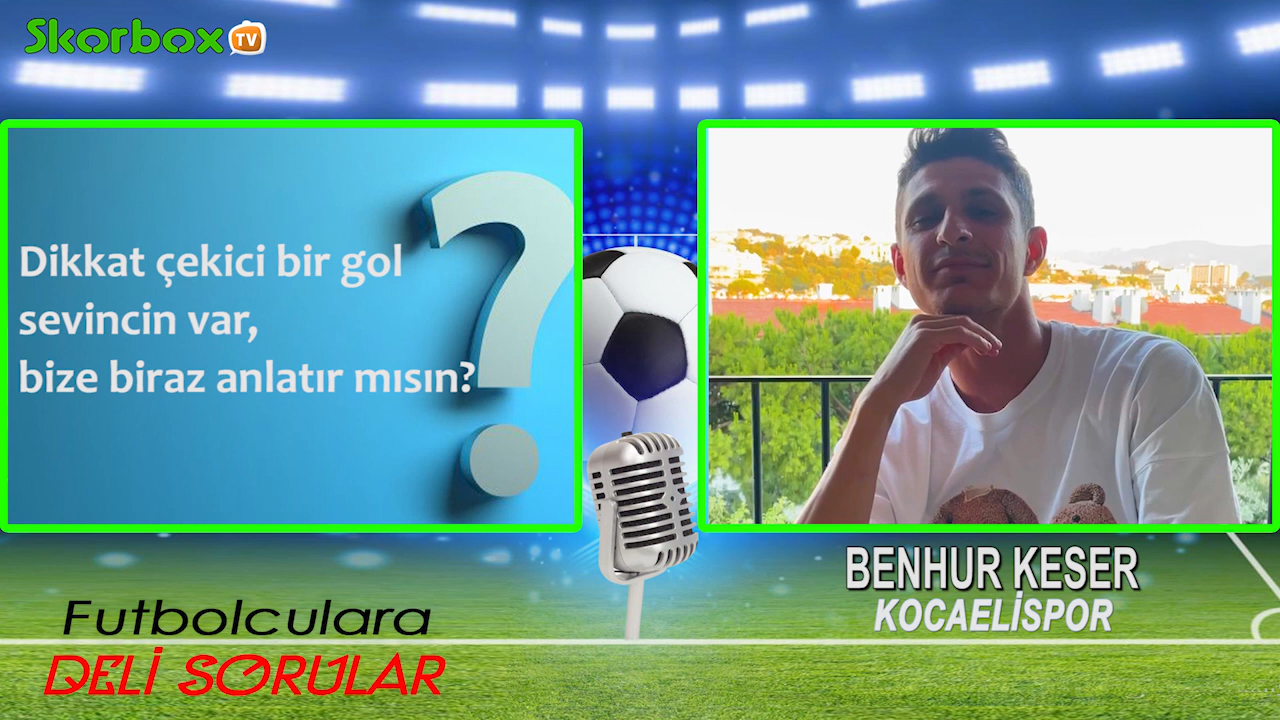 Skorbox TV
Dikkat çekici bir gol
sevincin var,
bize biraz anlatır mısın?
BENHUR KESER
KOCAELİSPOR
Futbolculara
DELİ SORULAR